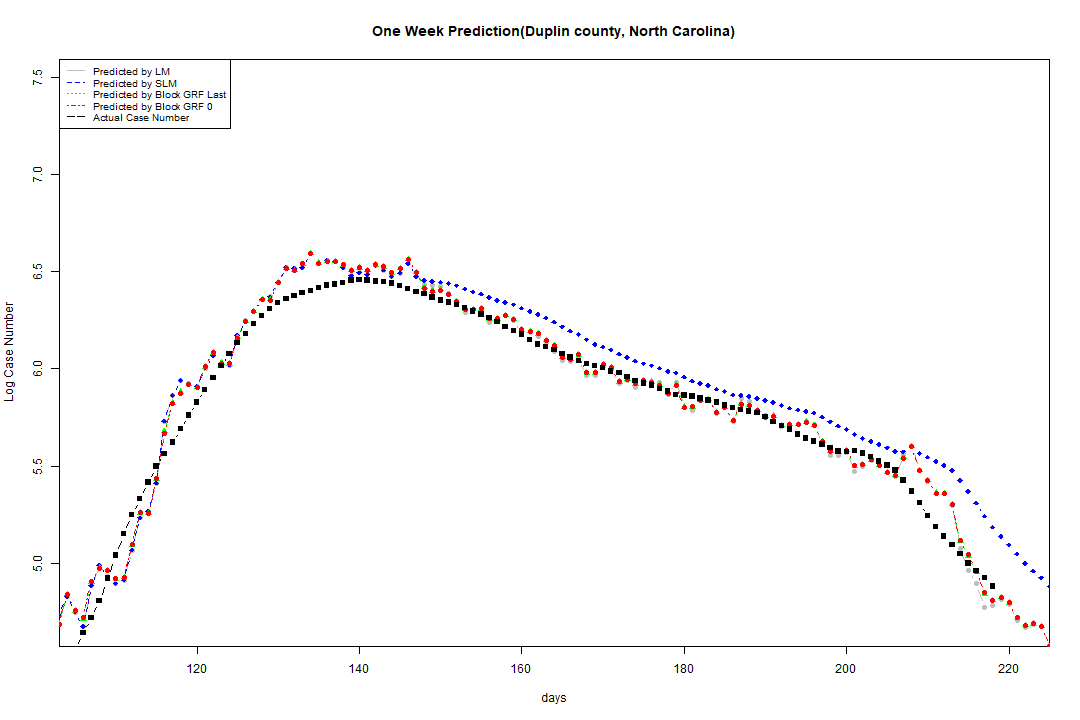 One Week Prediction(Duplin county, North Carolina)
Predicted by LM
Predicted by SLM
Predicted by Block GRF Last
Predicted by Block GRF 0
Actual Case Number
7.5
7.0
6.5
6.0
5.5
5.0
Log Case Number
120 140 160 180 200 220
days